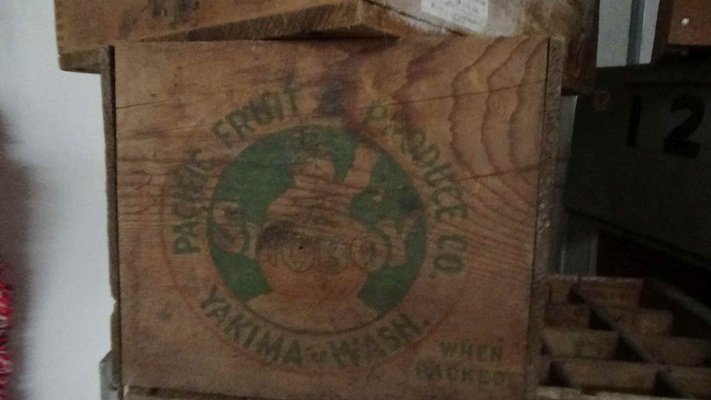 PACIFIC FRUIT & PRODUCE CO.
YAKIMA - WASH.
WHEN
PACKED
12